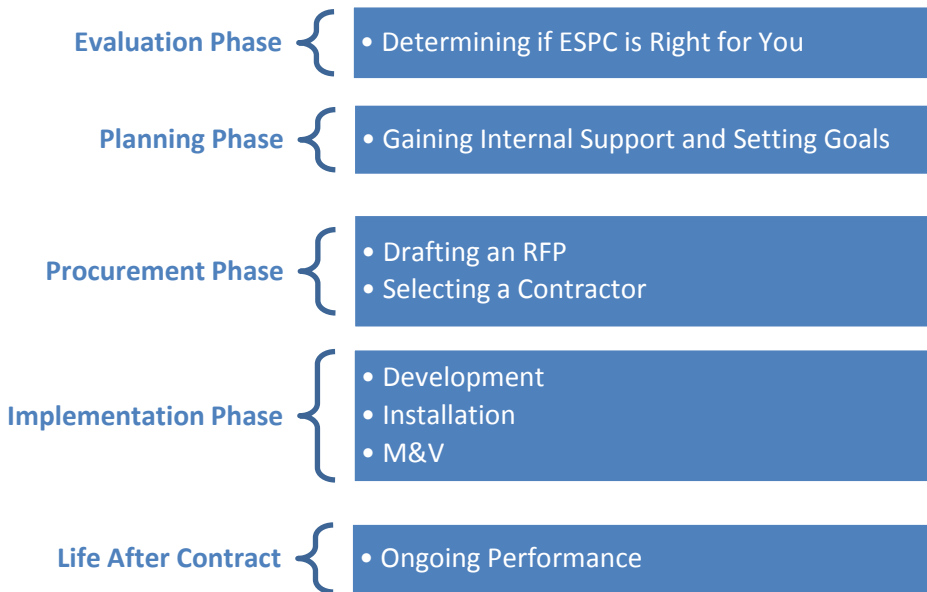 Evaluation Phase
• Determining if ESPC is Right for You
Planning Phase
• Gaining Internal Support and Setting Goals
Procurement Phase
• Drafting an RFP
• Selecting a Contractor
Implementation Phase
• Development
• Installation
• M&V
Life After Contract
• Ongoing Performance